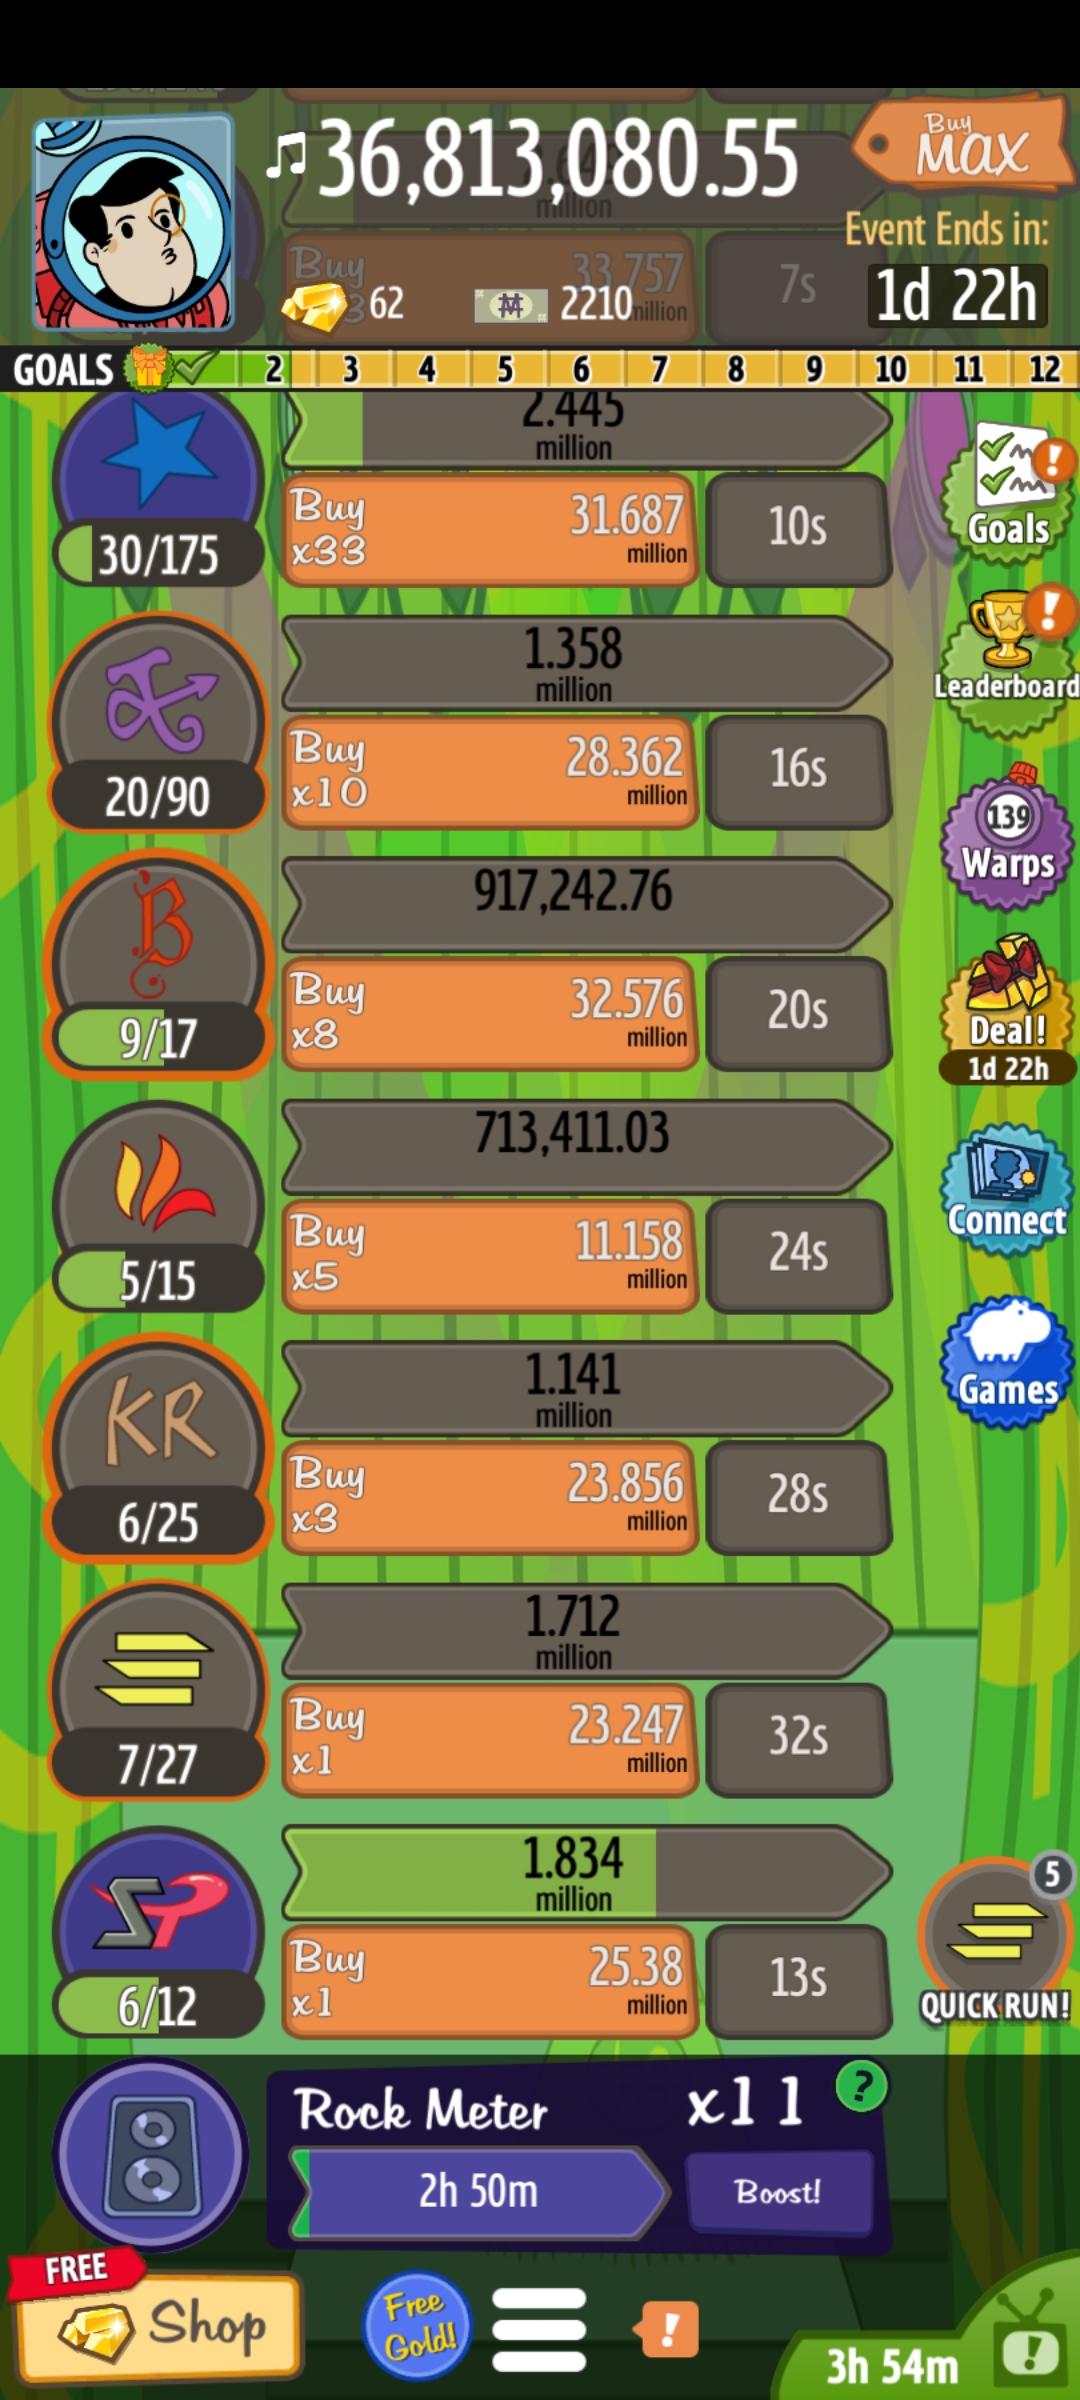 36,813,080.55
Buy
MAX
Event Ends in:
1d 22h
million
Buy
33.757
million
7s
62
2210
GOALS 2 3 4 5 6 7 8 9 10 11 12
2.445
million
30/175
Buy
x33
31.687
million
10s
Goals
Leaderboard
1.358
million
20/90
Buy
x10
28.362
million
16s
139
Warps
917,242.76
B
9/17
Buy
x8
32.576
million
20s
Deal!
1d 22h
713,411.03
5/15
Buy
x5
11.158
million
24s
Connect
1.141
million
KR
6/25
Buy
x3
23.856
million
28s
Games
1.712
million
7/27
Buy
x1
23.247
million
32s
1.834
million
SP
6/12
Buy
x1
25.38
million
13s
5
QUICK RUN!
Rock Meter
x11
?
2h 50m
Boost!
FREE
Shop
Free
Gold!
!
3h 54m
!